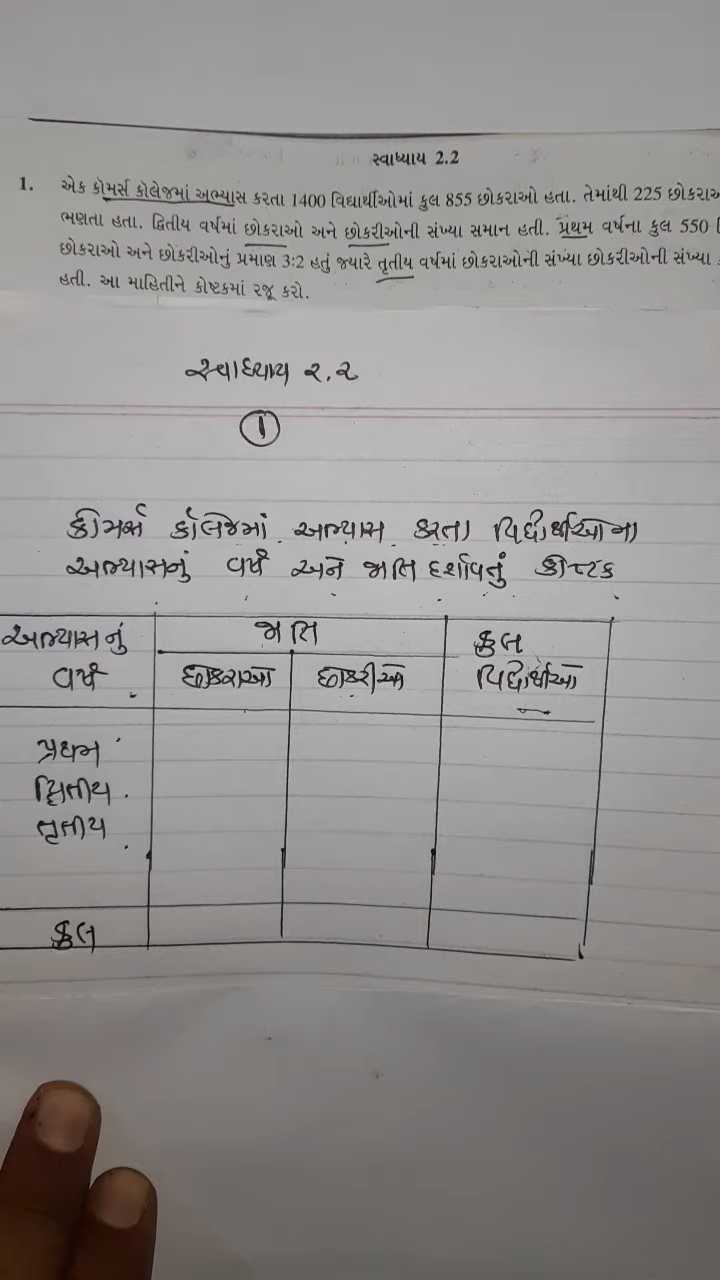 સ્વાધ્યાય 2.2
1. એક કૉમર્સ કૉલેજમાં અભ્યાસ કરતા 1400 વિદ્યાર્થીઓમાં કુલ 855 છોકરાઓ હતા. તેમાંથી 225 છોકરાઓ
ભણતા હતા. દ્વિતીય વર્ષમાં છોકરાઓ અને છોકરીઓની સંખ્યા સમાન હતી. પ્રથમ વર્ષના કુલ 550
છોકરાઓ અને છોકરીઓનું પ્રમાણ 3:2 હતું જ્યારે તૃતીય વર્ષમાં છોકરાઓની સંખ્યા છોકરીઓની સંખ્યા
હતી. આ માહિતીને કોષ્ટકમાં રજૂ કરો.
સ્વાધ્યાય ૨.૨
1
કોમર્સ કૉલેજમાં અભ્યાસ કરતા વિદ્યાર્થીઓના
અભ્યાસનું વર્ષ અને જાતિ દર્શાવતું કોષ્ટક
અભ્યાસનું જાતિ કુલ
વર્ષ છોકરાઓ છોકરીઓ વિદ્યાર્થીઓ
પ્રથમ
દ્વિતીય
તૃતીય
કુલ